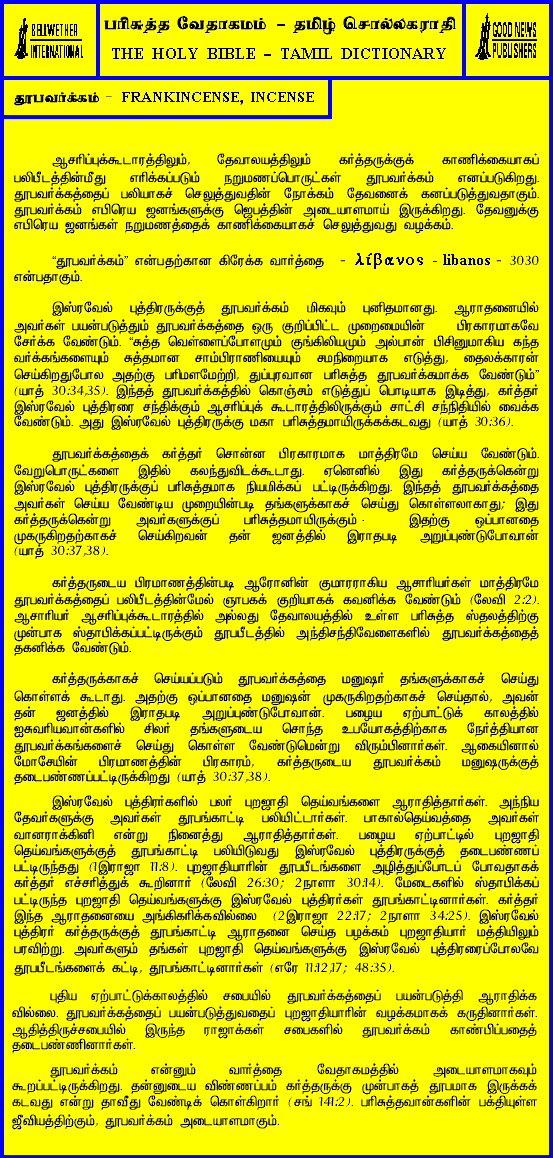 BELLWETHER
INTERNATIONAL
பரிசுத்த வேதாகமம் – தமிழ் சொல்லகராதி
THE HOLY BIBLE – TAMIL DICTIONARY
GOOD NEWS
PUBLISHERS
தூபவர்க்கம் – FRANKINCENSE, INCENSE
ஆசரிப்புக்கூடாரத்திலும், தேவாலயத்திலும் கர்த்தருக்குக் காணிக்கையாகப்
பலிபீடத்தின்மீது எரிக்கப்படும் நறுமணப்பொருட்கள் தூபவர்க்கம் எனப்படுகிறது.
தூபவர்க்கத்தைப் பலியாகச் செலுத்துவதின் நோக்கம் தேவனைக் கனப்படுத்துவதாகும்.
தூபவர்க்கம் எபிரெய ஜனங்களுக்கு ஜெபத்தின் அடையாளமாய் இருக்கிறது. தேவனுக்கு
எபிரெய ஜனங்கள் நறுமணத்தைக் காணிக்கையாகச் செலுத்துவது வழக்கம்.
“தூபவர்க்கம்” என்பதற்கான கிரேக்க வார்த்தை - λίβανος - libanos - 3030
என்பதாகும்.
இஸ்ரவேல் புத்திரருக்குத் தூபவர்க்கம் மிகவும் புனிதமானது. ஆராதனையில்
அவர்கள் பயன்படுத்தும் தூபவர்க்கத்தை ஒரு குறிப்பிட்ட முறைமையின் பிரகாரமாகவே
சேர்க்க வேண்டும். “சுத்த வெள்ளைப்போளமும் குங்கிலியமும் அல்பான் பிசினுமாகிய கந்த
வர்க்கங்களையும் சுத்தமான சாம்பிராணியையும் சமநிறையாக எடுத்து, தைலக்காரன்
செய்கிறதுபோல அதற்கு பரிமளமேற்றி, துப்புரவான பரிசுத்த தூபவர்க்கமாக்க வேண்டும்”
(யாத் 30:34,35). இந்தத் தூபவர்க்கத்தில் கொஞ்சம் எடுத்துப் பொடியாக இடித்து, கர்த்தர்
இஸ்ரவேல் புத்திரரை சந்திக்கும் ஆசரிப்புக் கூடாரத்திலிருக்கும் சாட்சி சந்நிதியில் வைக்க
வேண்டும். அது இஸ்ரவேல் புத்திரருக்கு மகா பரிசுத்தமாயிருக்கக்கடவது (யாத் 30:36).
தூபவர்க்கத்தைக் கர்த்தர் சொன்ன பிரகாரமாக மாத்திரமே செய்ய வேண்டும்.
வேறுபொருட்களை இதில் கலந்துவிடக்கூடாது. ஏனெனில் இது கர்த்தருக்கென்று
இஸ்ரவேல் புத்திரருக்குப் பரிசுத்தமாக நியமிக்கப் பட்டிருக்கிறது. இந்தத் தூபவர்க்கத்தை
அவர்கள் செய்ய வேண்டிய முறையின்படி தங்களுக்காகச் செய்து கொள்ளலாகாது; இது
கர்த்தருக்கென்று அவர்களுக்குப் பரிசுத்தமாயிருக்கும் · இதற்கு ஒப்பானதை
முகருகிறதற்காகச் செய்கிறவன் தன் ஜனத்தில் இராதபடி அறுப்புண்டுபோவான்
(யாத் 30:37,38).
கர்த்தருடைய பிரமாணத்தின்படி ஆரோனின் குமாரராகிய ஆசாரியர்கள் மாத்திரமே
தூபவர்க்கத்தைப் பலிபீடத்தின்மேல் ஞாபகக் குறியாகக் கவனிக்க வேண்டும் (லேவி 2:2).
ஆசாரியர் ஆசரிப்புக்கூடாரத்தில் அல்லது தேவாலயத்தில் உள்ள பரிசுத்த ஸ்தலத்திற்கு
முன்பாக ஸ்தாபிக்கப்பட்டிருக்கும் தூபபீடத்தில் அந்திசந்திவேளைகளில் தூபவர்க்கத்தைத்
தகனிக்க வேண்டும்.
கர்த்தருக்காகச் செய்யப்படும் தூபவர்க்கத்தை மனுஷர் தங்களுக்காகச் செய்து
கொள்ளக் கூடாது. அதற்கு ஒப்பானதை மனுஷன் முகருகிறதற்காகச் செய்தால், அவன்
தன் ஜனத்தில் இராதபடி அறுப்புண்டுபோவான். பழைய ஏற்பாட்டுக் காலத்தில்
ஐசுவரியவான்களில் சிலர் தங்களுடைய சொந்த உபயோகத்திற்காக நேர்த்தியான
தூபவர்க்கங்களைச் செய்து கொள்ள வேண்டுமென்று விரும்பினார்கள். ஆகையினால்
மோசேயின் பிரமாணத்தின் பிரகாரம், கர்த்தருடைய தூபவர்க்கம் மனுஷருக்குத்
தடைபண்ணப்பட்டிருக்கிறது (யாத் 30:37,38).
இஸ்ரவேல் புத்திரர்களில் பலர் புறஜாதி தெய்வங்களை ஆராதித்தார்கள். அந்நிய
தேவர்களுக்கு அவர்கள் தூபங்காட்டி பலியிட்டார்கள். பாகால்தெய்வத்தை அவர்கள்
வானராக்கினி என்று நினைத்து ஆராதித்தார்கள். பழைய ஏற்பாட்டில் புறஜாதி
தெய்வங்களுக்குத் தூபங்காட்டி பலியிடுவது இஸ்ரவேல் புத்திரருக்குத் தடைபண்ணப்
பட்டிருந்தது (1இராஜா 11:8). புறஜாதியாரின் தூபபீடங்களை அழித்துப்போடப் போவதாகக்
கர்த்தர் எச்சரித்துக் கூறினார் (லேவி 26:30; 2நாளா 30:14). மேடைகளில் ஸ்தாபிக்கப்
பட்டிருந்த புறஜாதி தெய்வங்களுக்கு இஸ்ரவேல் புத்திரர்கள் தூபங்காட்டினார்கள். கர்த்தர்
இந்த ஆராதனையை அங்கிகரிக்கவில்லை (2இராஜா 22:17; 2நாளா 34:25). இஸ்ரவேல்
புத்திரர் கர்த்தருக்குத் தூபங்காட்டி ஆராதனை செய்த பழக்கம் புறஜாதியார் மத்தியிலும்
பரவிற்று. அவர்களும் தங்கள் புறஜாதி தெய்வங்களுக்கு இஸ்ரவேல் புத்திரரைப்போலவே
தூபபீடங்களைக் கட்டி, தூபங்காட்டினார்கள் (எரே 11:12,17; 48:35).
புதிய ஏற்பாட்டுக்காலத்தில் சபையில் தூபவர்க்கத்தைப் பயன்படுத்தி ஆராதிக்க
வில்லை. தூபவர்க்கத்தைப் பயன்படுத்துவதைப் புறஜாதியாரின் வழக்கமாகக் கருதினார்கள்.
ஆதித்திருச்சபையில் இருந்த ராஜாக்கள் சபைகளில் தூபவர்க்கம் காண்பிப்பதைத்
தடைபண்ணினார்கள்.
தூபவர்க்கம் என்னும் வார்த்தை வேதாகமத்தில் அடையாளமாகவும்
கூறப்பட்டிருக்கிறது. தன்னுடைய விண்ணப்பம் கர்த்தருக்கு முன்பாகத் தூபமாக இருக்கக்
கடவது என்று தாவீது வேண்டிக் கொள்கிறார் (சங் 141:2). பரிசுத்தவான்களின் பக்தியுள்ள
ஜீவியத்திற்கும், தூபவர்க்கம் அடையாளமாகும்.